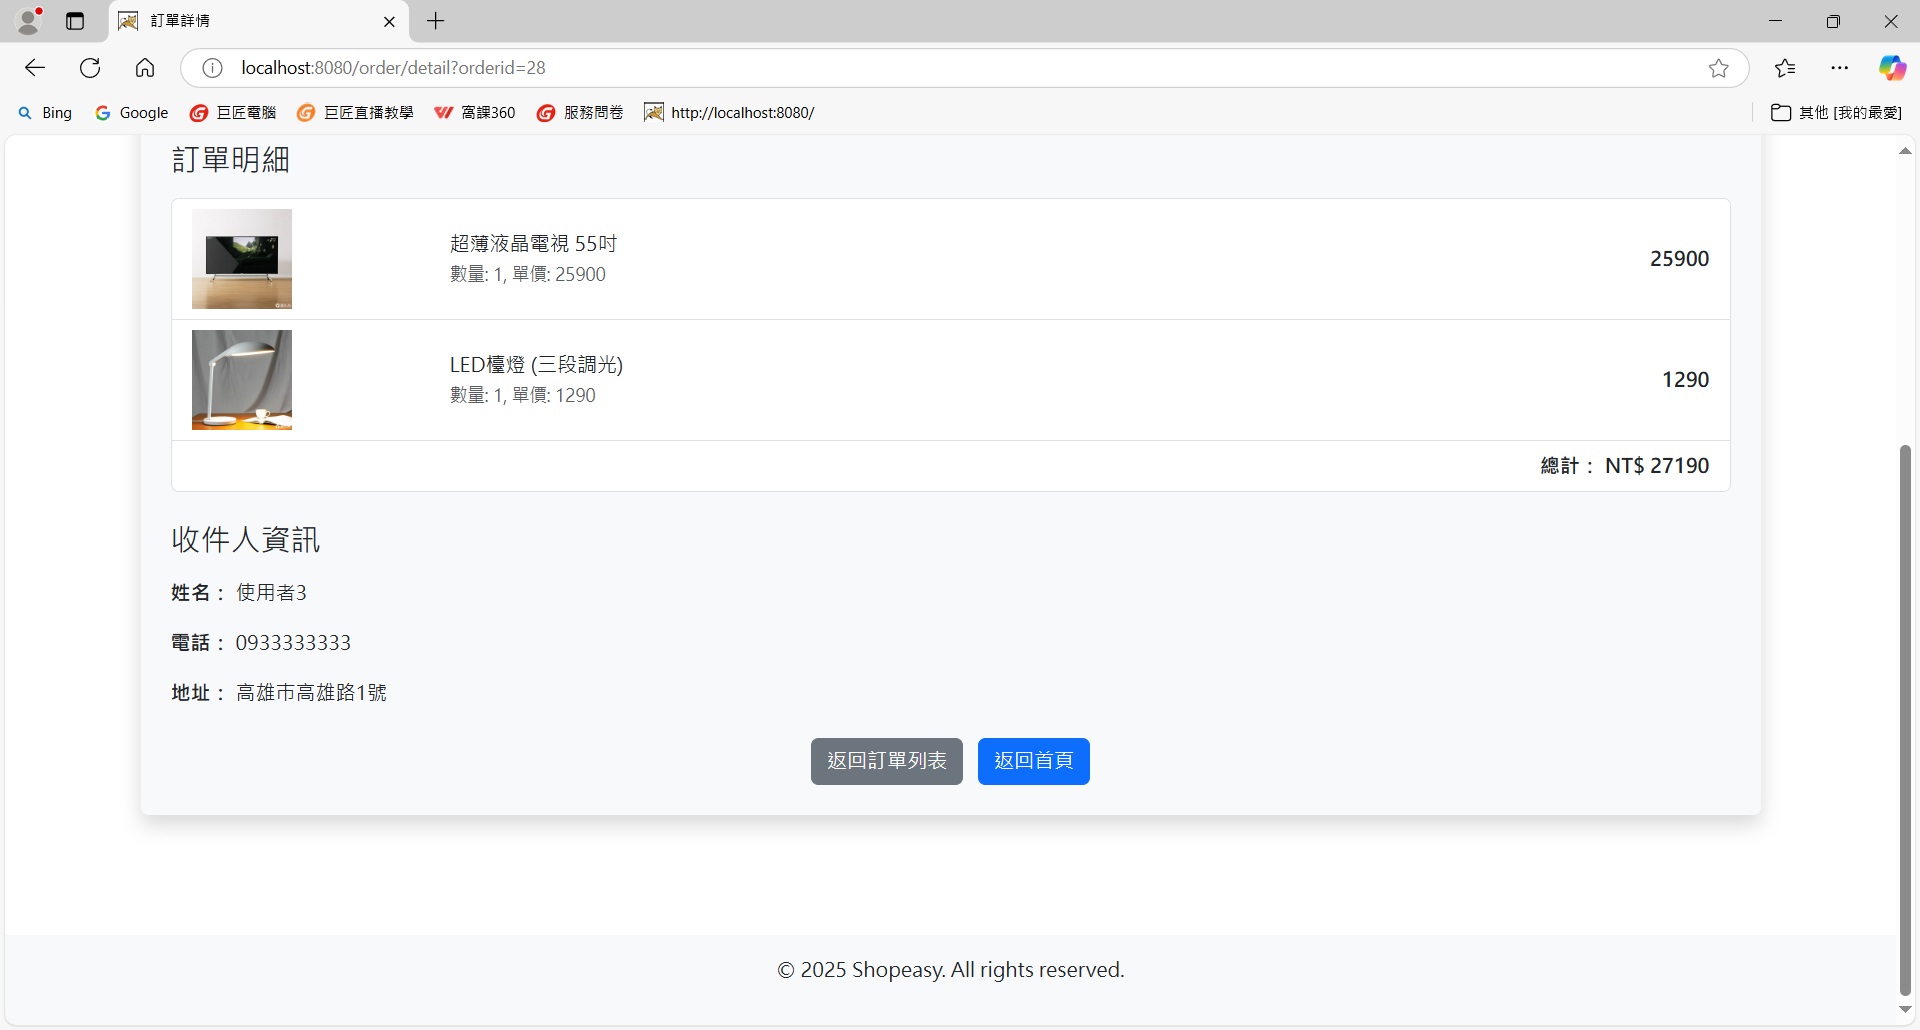 訂單詳情
localhost:8080/order/detail?orderid=28
Bing
Google
巨匠電腦
巨匠直播教學
窩課360
服務問卷
http://localhost:8080/
其他 [我的最愛]
訂單明細
超薄液晶電視 55吋
數量: 1, 單價: 25900
25900
LED檯燈 (三段調光)
數量: 1, 單價: 1290
1290
總計： NT$ 27190
收件人資訊
姓名： 使用者3
電話： 0933333333
地址： 高雄市高雄路1號
返回訂單列表
返回首頁
© 2025 Shopeasy. All rights reserved.